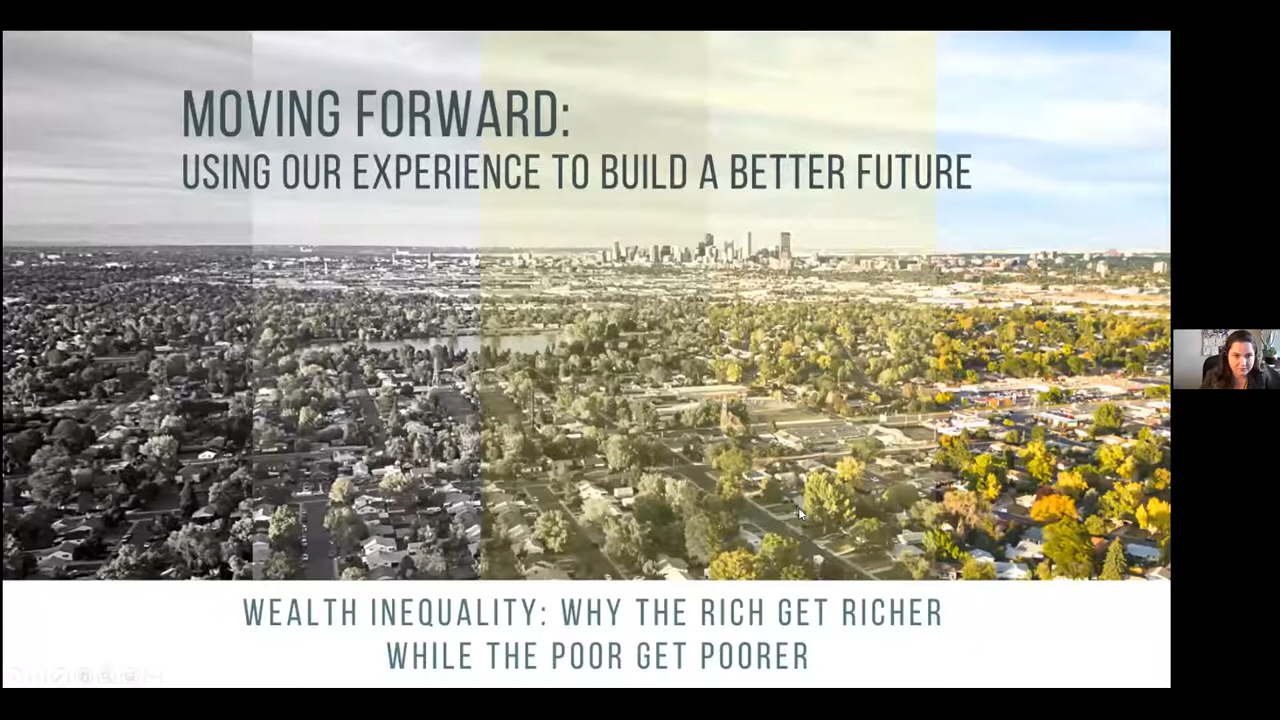 MOVING FORWARD:
USING OUR EXPERIENCE TO BUILD A BETTER FUTURE
WEALTH INEQUALITY: WHY THE RICH GET RICHER
WHILE THE POOR GET POORER